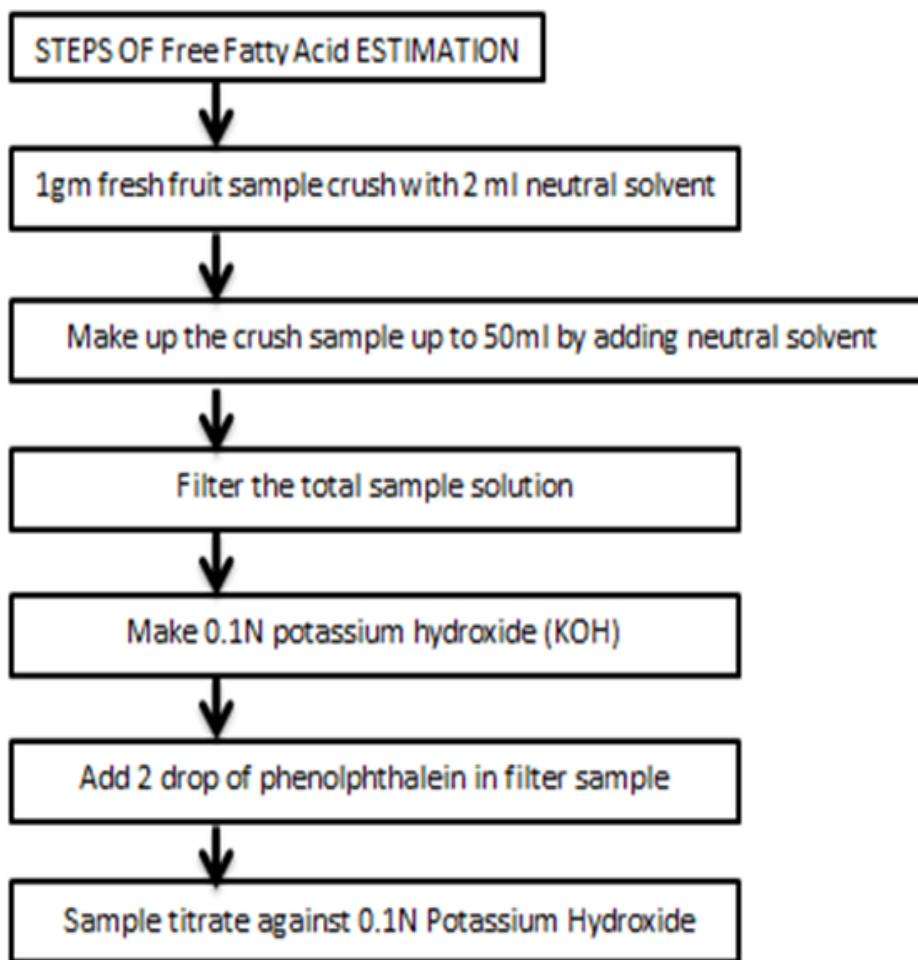 STEPS OF Free Fatty Acid ESTIMATION
1gm fresh fruit sample crush with 2 ml neutral solvent
Make up the crush sample up to 50ml by adding neutral solvent
Filter the total sample solution
Make 0.1N potassium hydroxide (KOH)
Add 2 drop of phenolphthalein in filter sample
Sample titrate against 0.1N Potassium Hydroxide